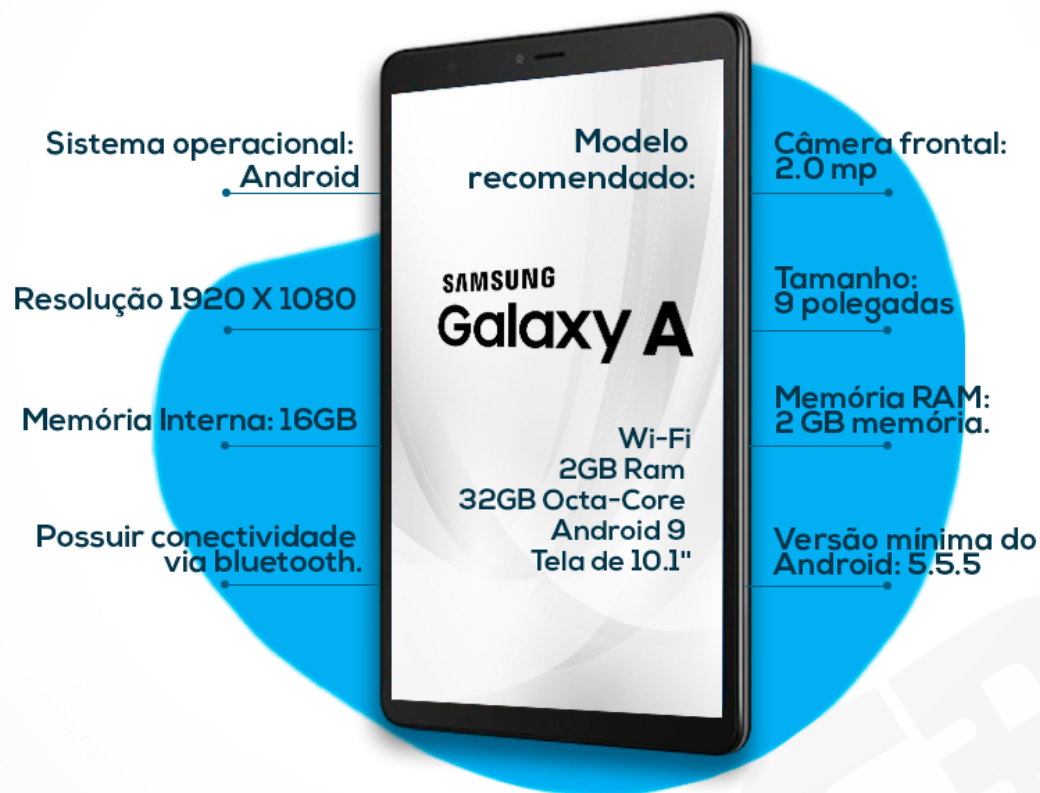 Sistema operacional:
Android
Resolução 1920 X 1080
Memória Interna: 16GB
Possuir conectividade
via bluetooth.
Modelo
recomendado:
SAMSUNG
Galaxy A
Wi-Fi
2GB Ram
32GB Octa-Core
Android 9
Tela de 10.1"
Câmera frontal:
2.0 mp
Tamanho:
9 polegadas
Memória RAM:
2 GB memória.
Versão mínima do
Android: 5.5.5